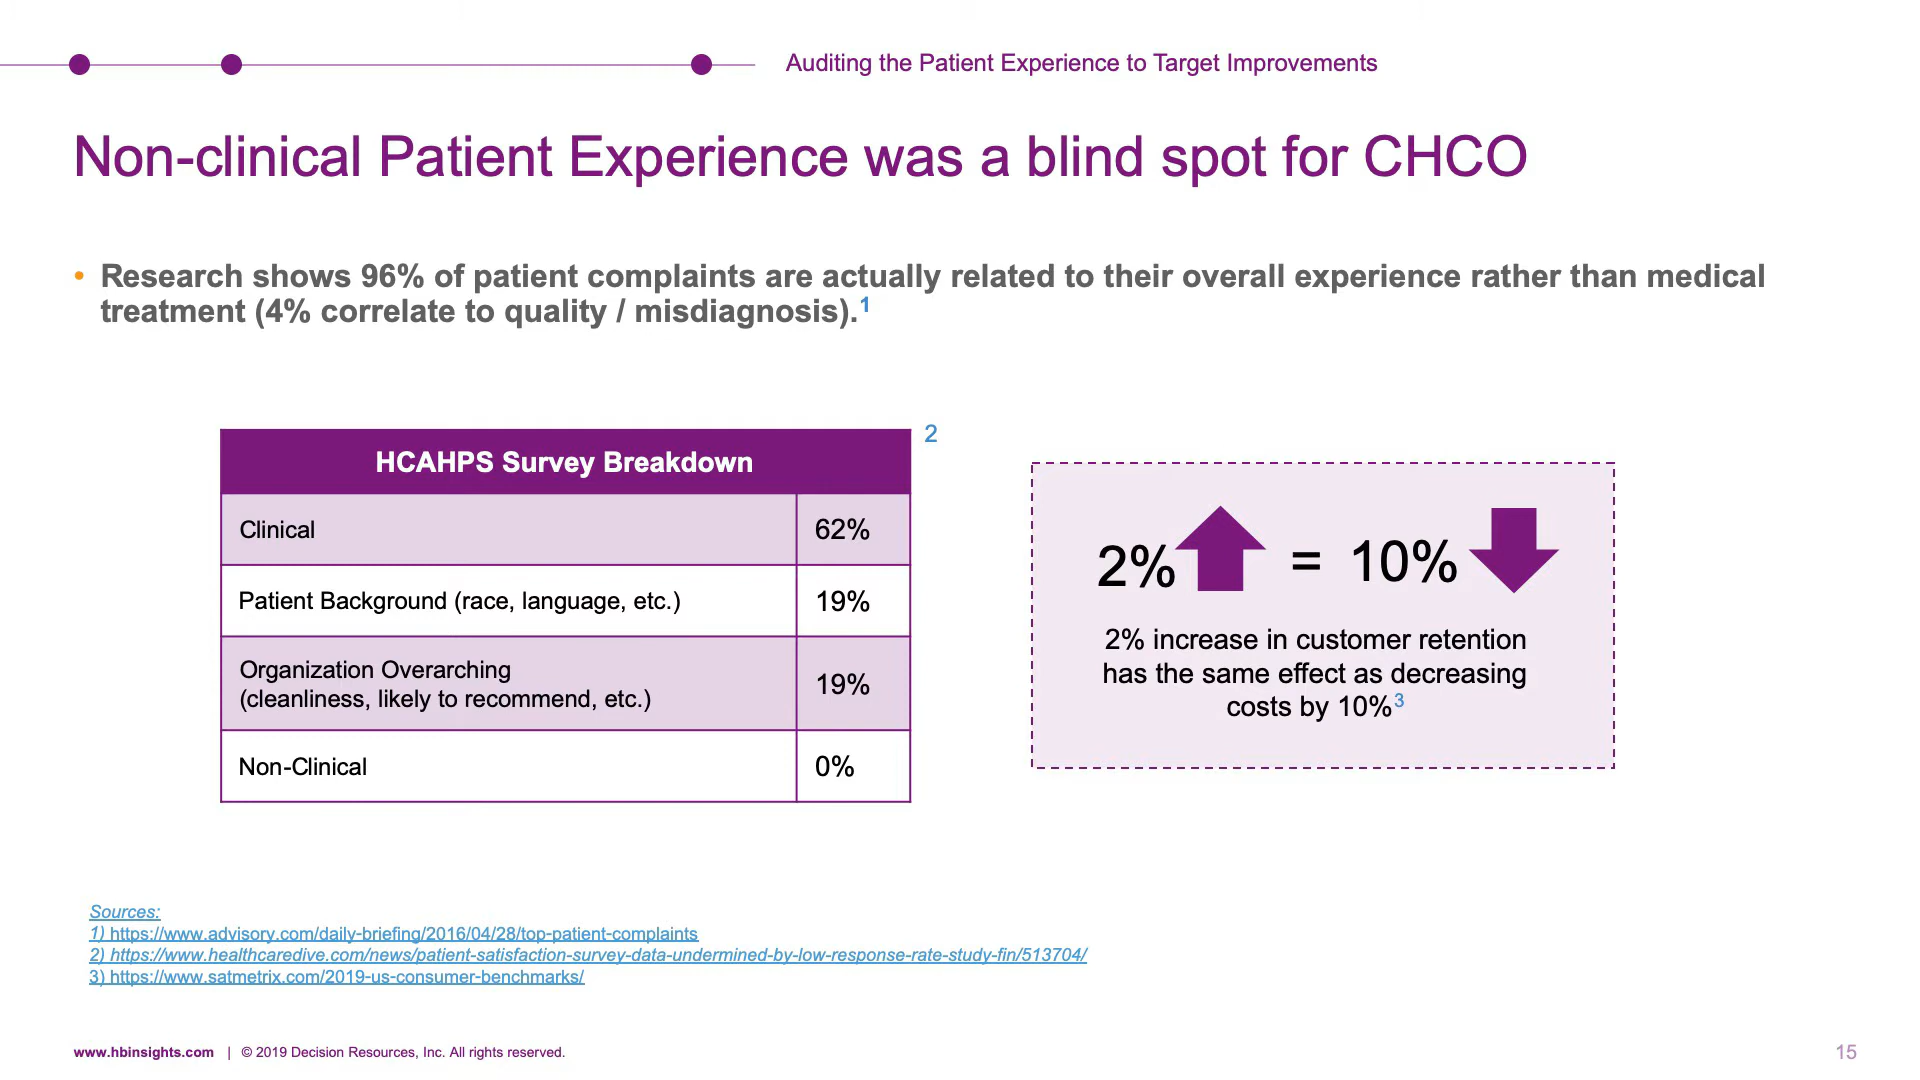 Auditing the Patient Experience to Target Improvements
Non-clinical Patient Experience was a blind spot for CHCO
• Research shows 96% of patient complaints are actually related to their overall experience rather than medical
treatment (4% correlate to quality / misdiagnosis).1
HCAHPS Survey Breakdown
2
Clinical 62%
Patient Background (race, language, etc.) 19%
Organization Overarching
(cleanliness, likely to recommend, etc.) 19%
Non-Clinical 0%
2% = 10%
2% increase in customer retention
has the same effect as decreasing
costs by 10%3
Sources:
1) https://www.advisory.com/daily-briefing/2016/04/28/top-patient-complaints
2) https://www.healthcaredive.com/news/patient-satisfaction-survey-data-undermined-by-low-response-rate-study-fin/513704/
3) https://www.satmetrix.com/2019-us-consumer-benchmarks/
www.hbinsights.com | © 2019 Decision Resources, Inc. All rights reserved.
15